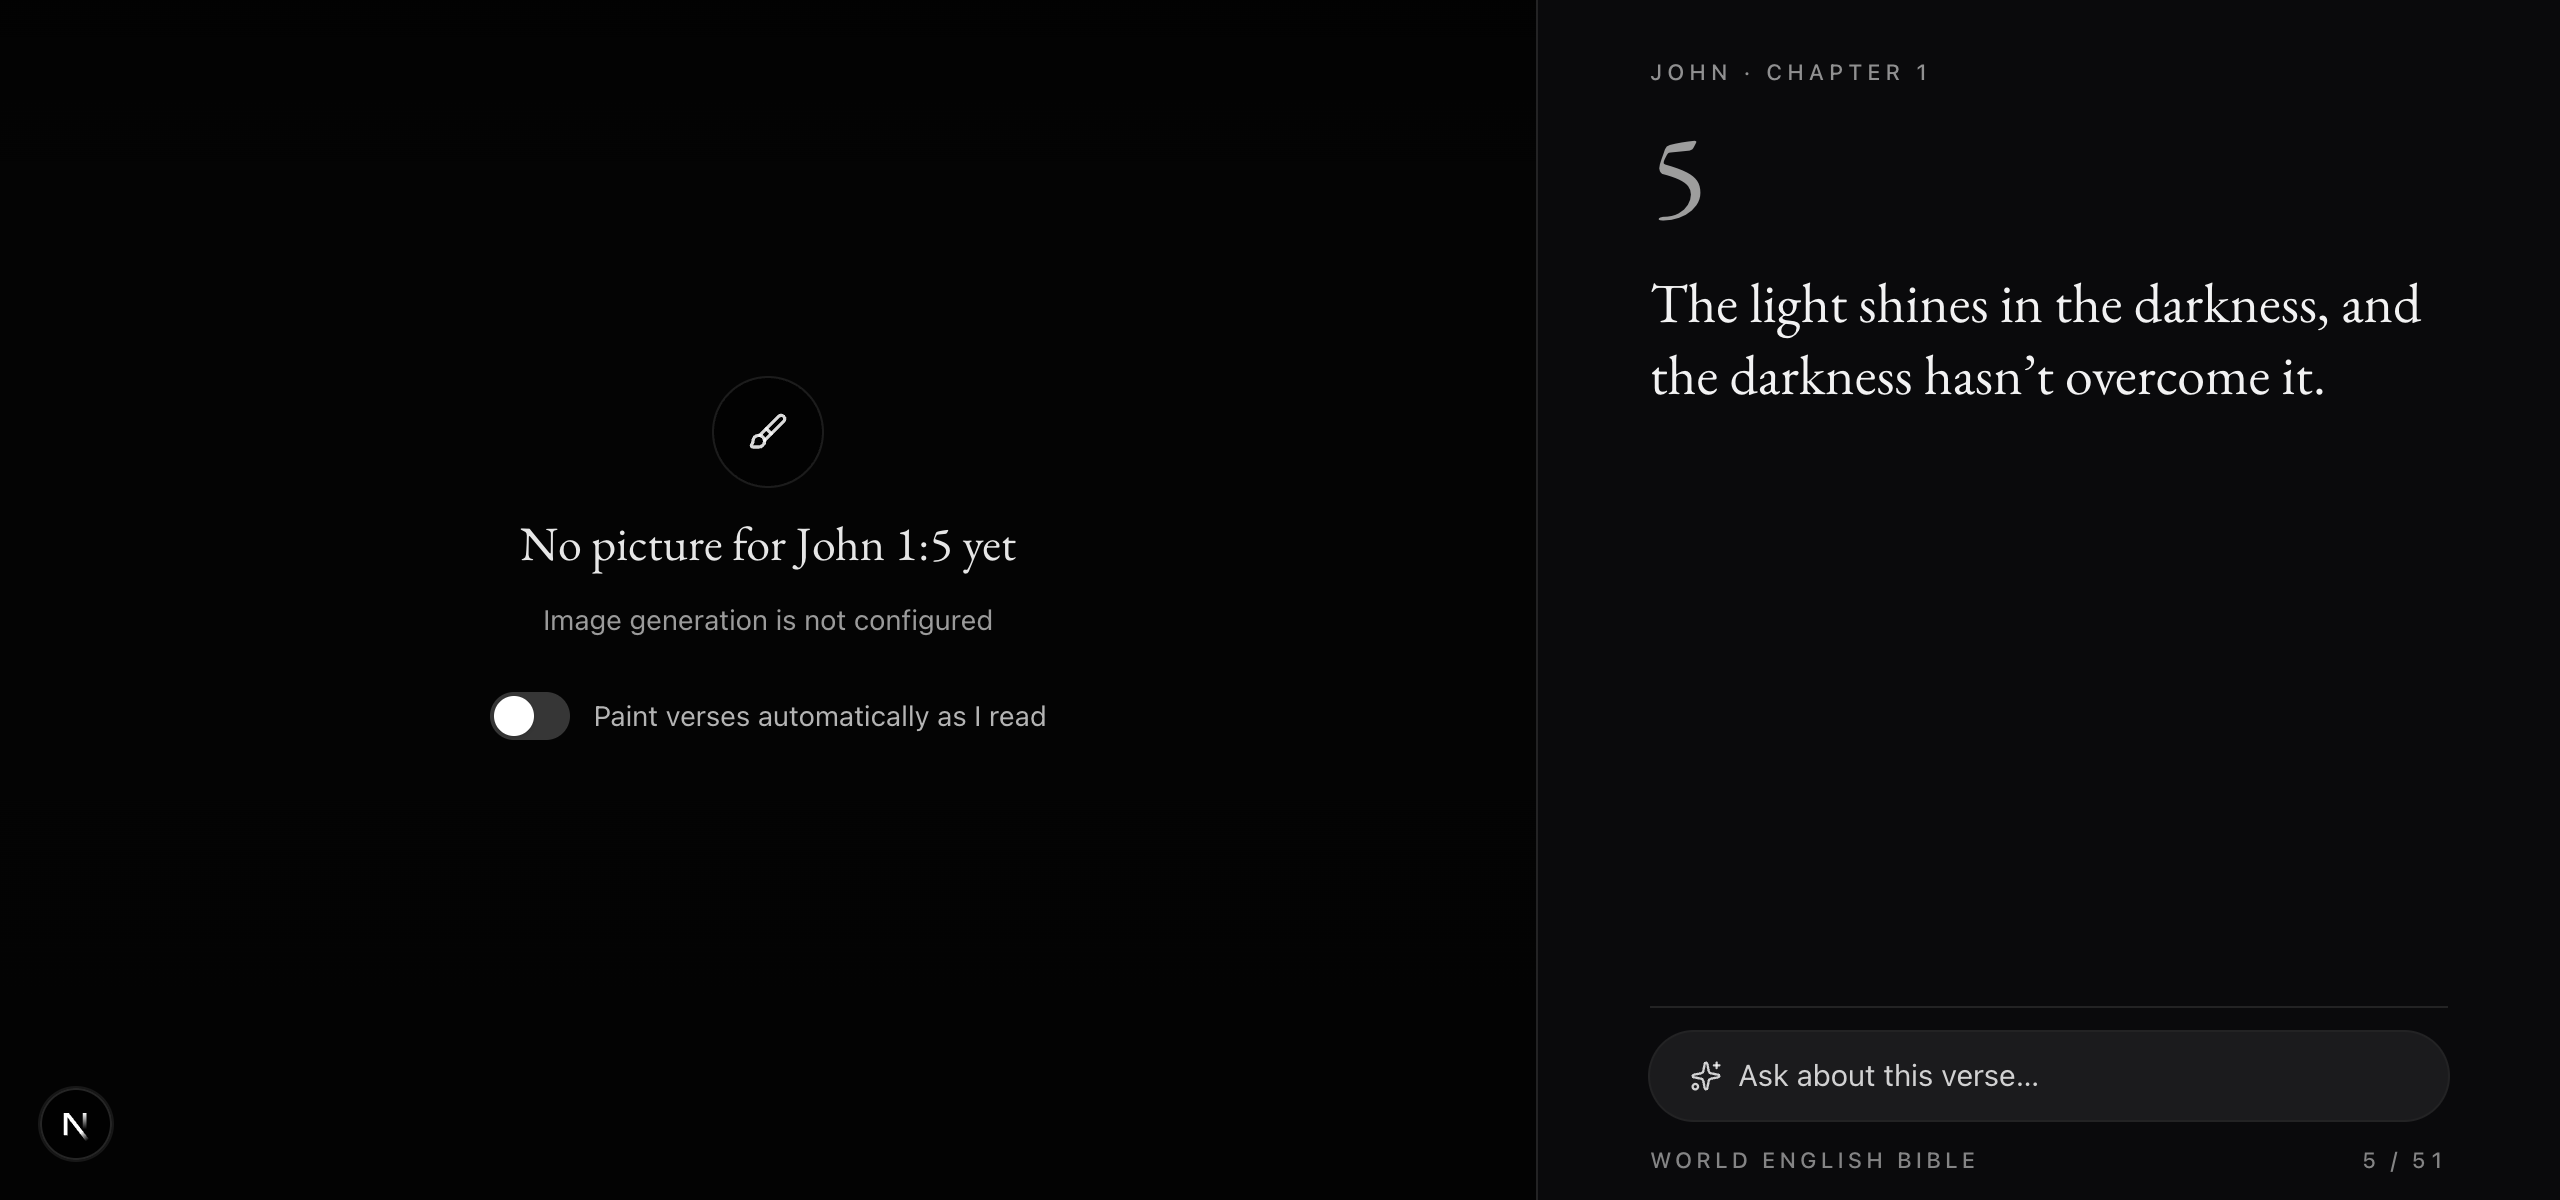 No picture for John 1:5 yet
Image generation is not configured
Paint verses automatically as I read
N
JOHN · CHAPTER 1
5
The light shines in the darkness, and
the darkness hasn’t overcome it.
Ask about this verse...
WORLD ENGLISH BIBLE
5 / 51